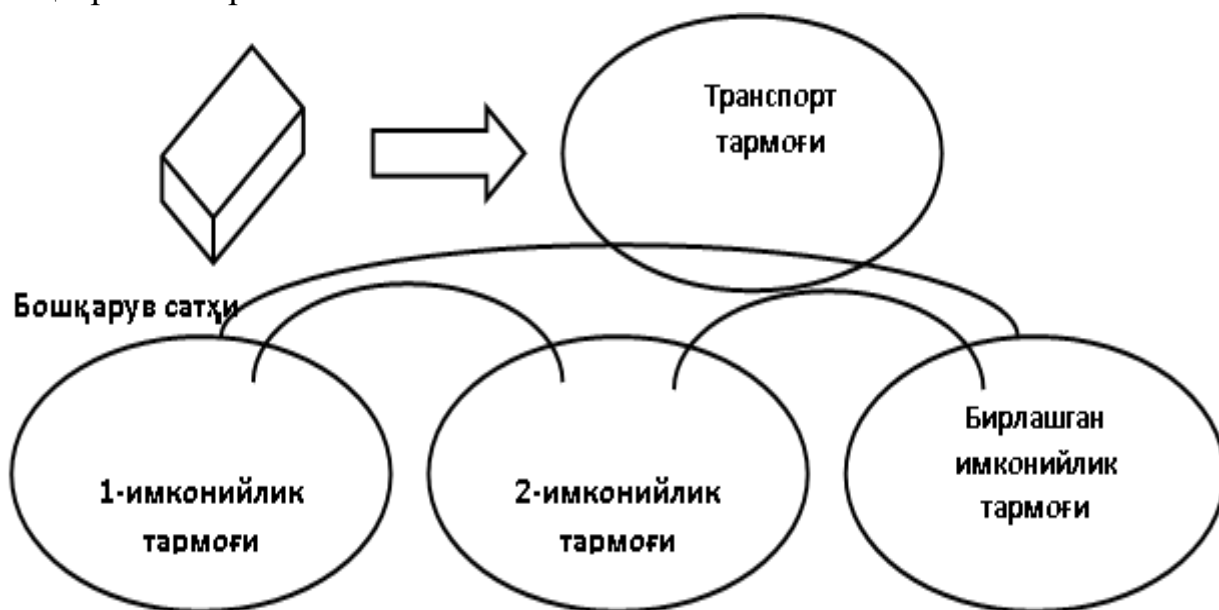 Транспорт
тармоғи
Бошқарув сатҳи
1-имконийлик
тармоғи
2-имконийлик
тармоғи
Бирлашган
имконийлик
тармоғи